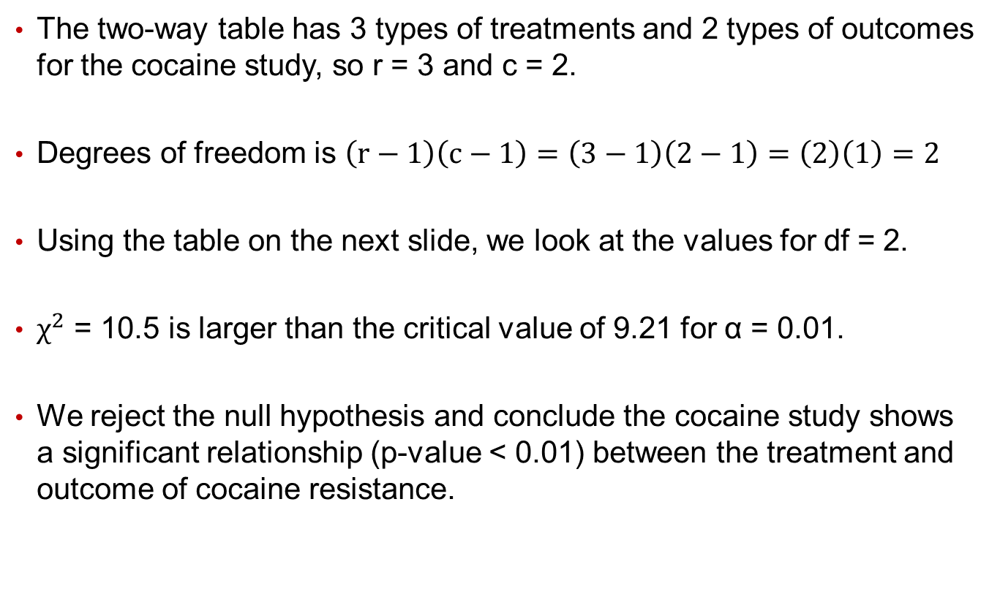 • The two-way table has 3 types of treatments and 2 types of outcomes
for the cocaine study, so r = 3 and c = 2.
• Degrees of freedom is (r − 1)(c − 1) = (3 − 1)(2 − 1) = (2)(1) = 2
• Using the table on the next slide, we look at the values for df = 2.
• χ² = 10.5 is larger than the critical value of 9.21 for α = 0.01.
• We reject the null hypothesis and conclude the cocaine study shows
a significant relationship (p-value < 0.01) between the treatment and
outcome of cocaine resistance.